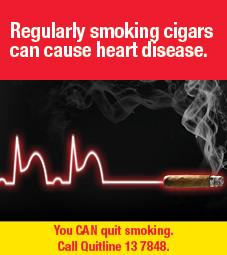 Regularly smoking cigars
can cause heart disease.
You CAN quit smoking.
Call Quitline 13 7848.